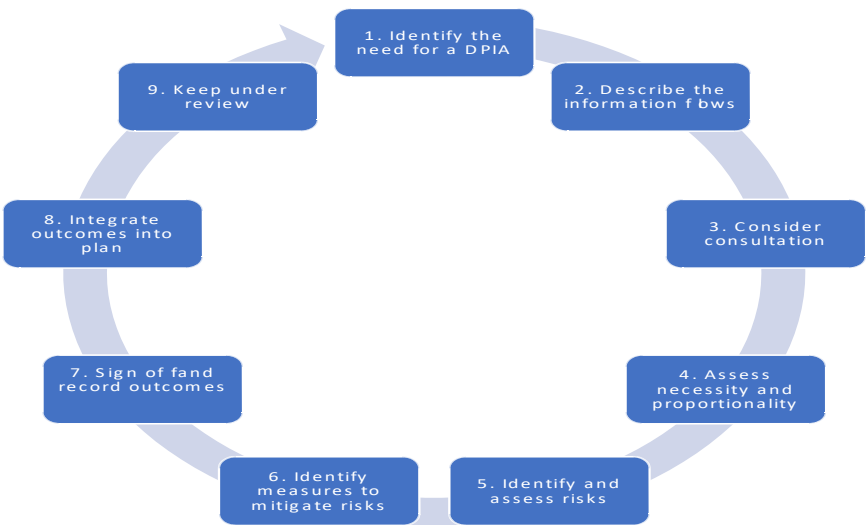 1. Identify the
need for a DPIA
2. Describe the
information f bws
3. Consider
consultation
4. Assess
necessity and
proportionality
5. Identify and
assess risks
6. Identify
measures to
mitigate risks
7. Sign of fand
record outcomes
8. Integrate
outcomes into
plan
9. Keep under
review